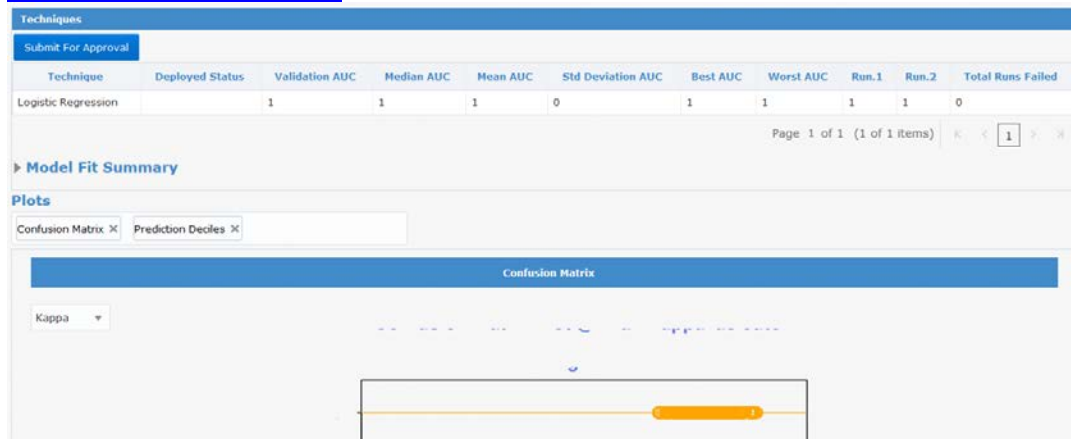 Techniques
Submit For Approval
Technique Deployed Status Validation AUC Median AUC Mean AUC Std Deviation AUC Best AUC Worst AUC Run.1 Run.2 Total Runs Failed
Logistic Regression 1 1 1 0 1 1 1 1 0
Page 1 of 1 (1 of 1 items) 1
Model Fit Summary
Plots
Confusion Matrix Prediction Deciles
Confusion Matrix
Kappa